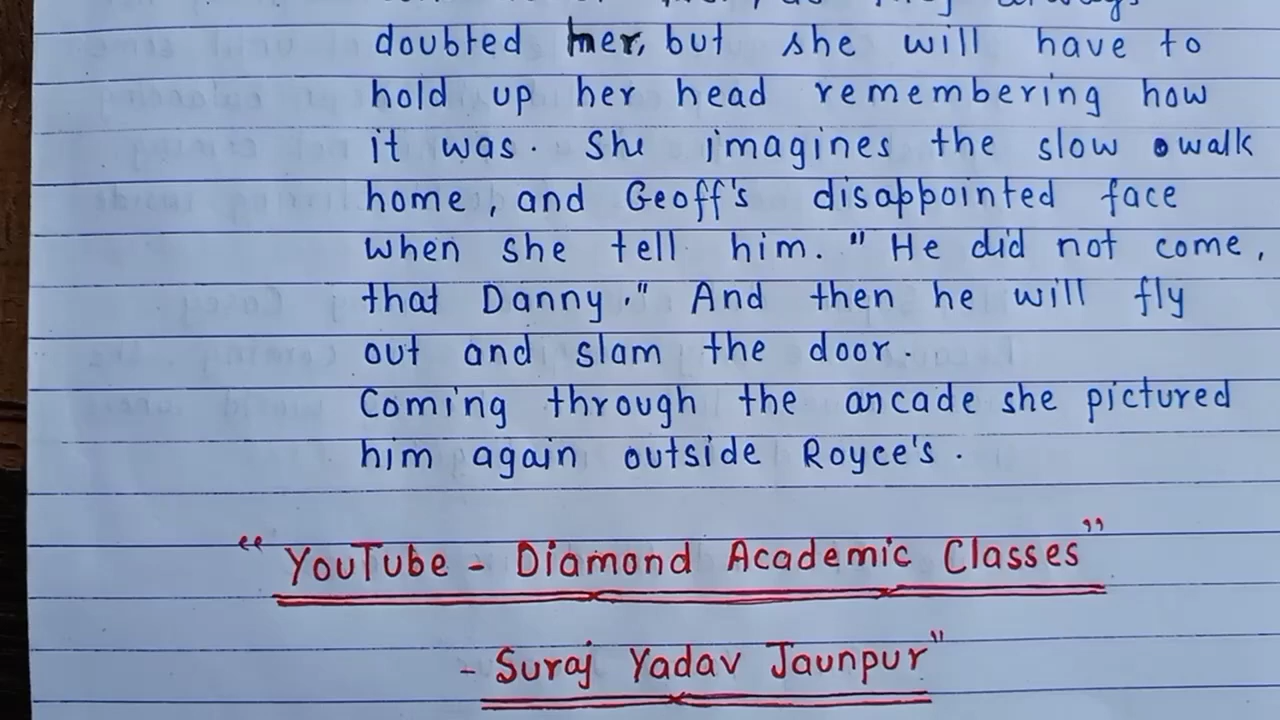 doubted her, but she will have to
hold up her head remembering how
it was. She imagines the slow walk
home, and Geoff's disappointed face
when she tell him. " He did not come,
that Danny." And then he will fly
out and slam the door.
Coming through the arcade she pictured
him again outside Royce's.
“ YouTube - Diamond Academic Classes ”
- Suraj Yadav Jaunpur"